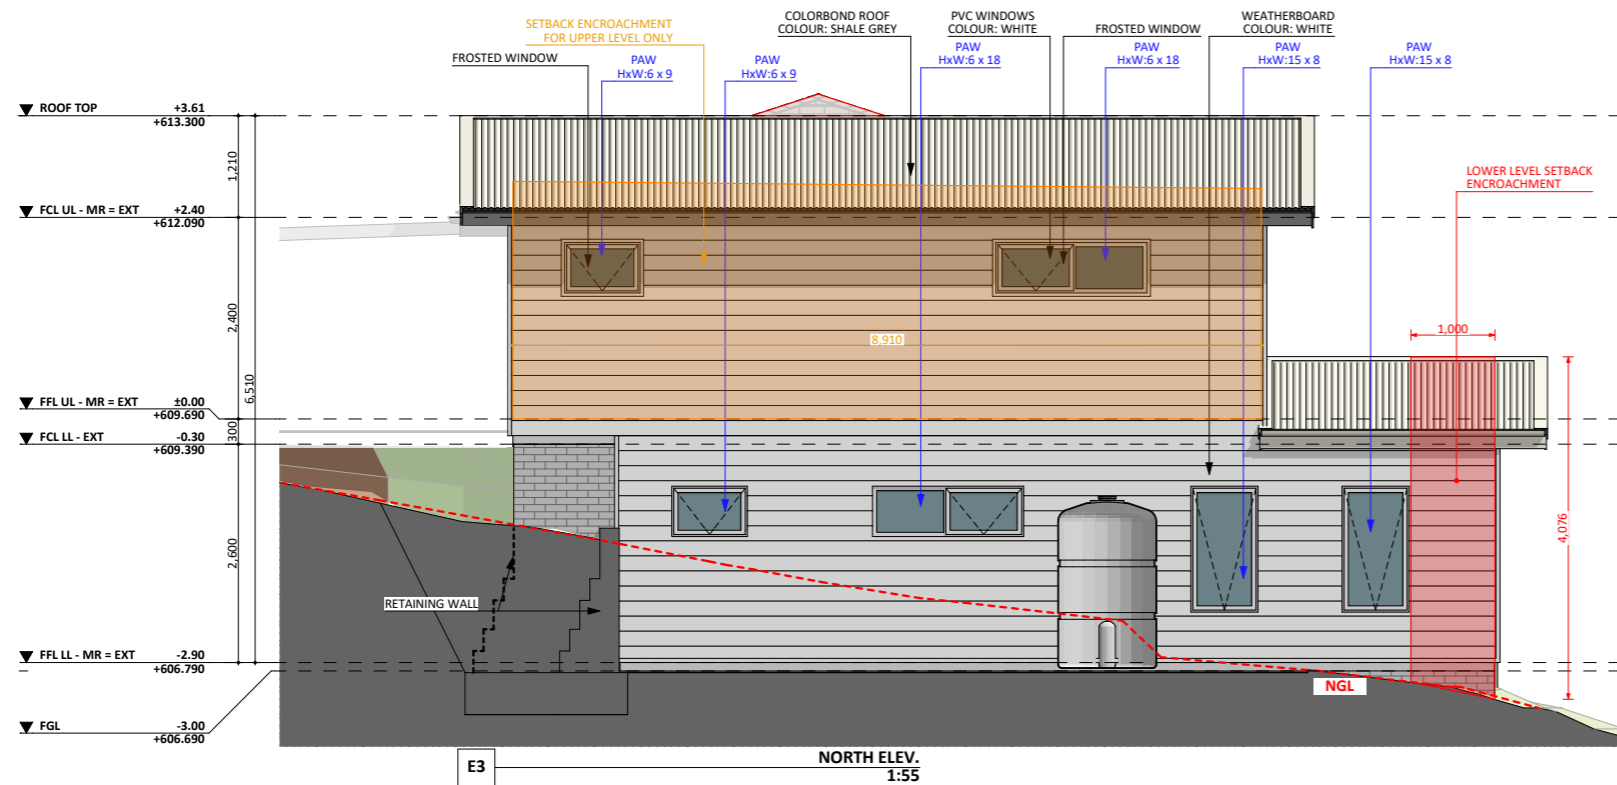 SETBACK ENCROACHMENT
FOR UPPER LEVEL ONLY
COLORBOND ROOF
COLOUR: SHALE GREY
PVC WINDOWS
COLOUR: WHITE
WEATHERBOARD
COLOUR: WHITE
FROSTED WINDOW
FROSTED WINDOW
PAW
HxW:6 x 9
PAW
HxW:6 x 9
PAW
HxW:6 x 18
PAW
HxW:6 x 18
PAW
HxW:15 x 8
PAW
HxW:15 x 8
ROOF TOP +3.61
+613.300
1,210
LOWER LEVEL SETBACK
ENCROACHMENT
FCL UL - MR = EXT +2.40
+612.090
2,400
6,510
8,910
1,000
FFL UL - MR = EXT ±0.00
+609.690
300
FCL LL - EXT -0.30
+609.390
4,076
2,600
RETAINING WALL
FFL LL - MR = EXT -2.90
+606.790
NGL
FGL -3.00
+606.690
E3
NORTH ELEV.
1:55